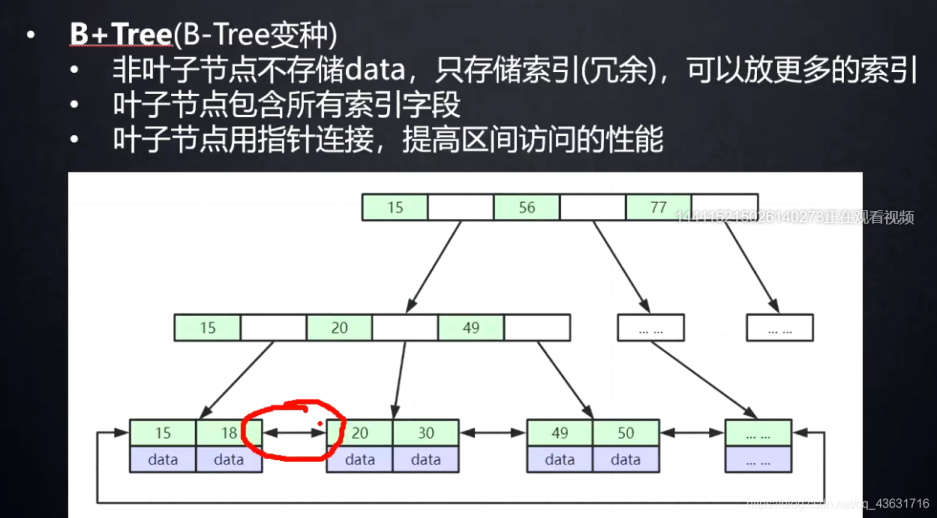 B+Tree(B-Tree变种)
非叶子节点不存储data，只存储索引(冗余)，可以放更多的索引
叶子节点包含所有索引字段
叶子节点用指针连接，提高区间访问的性能
15 56 77
144115215026140273正在观看视频
15 20 49 ... ... ... ...
15 18 20 30 49 50 ... ...
data data data data data data ... ...
https://blog.csdn.net/qq_43631716